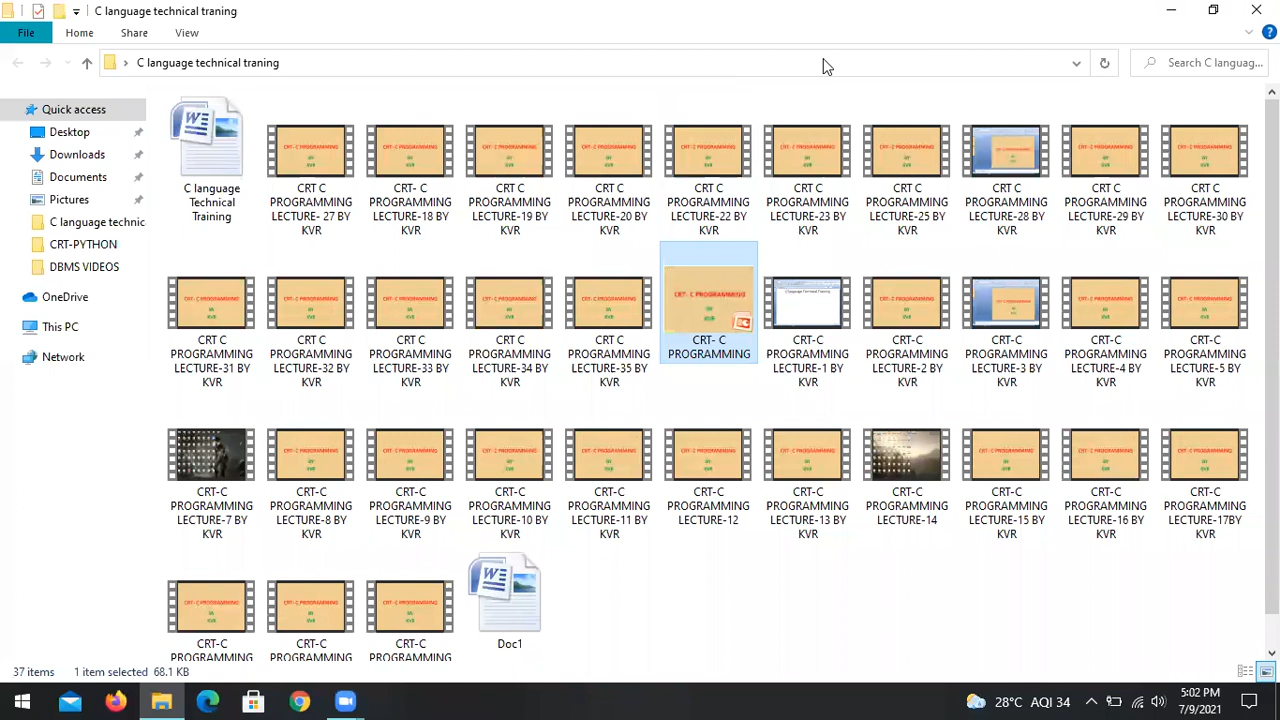 C language technical traning
File Home Share View
C language technical traning
Search C languag...
Quick access
Desktop
Downloads
Documents
Pictures
C language technic
CRT-PYTHON
DBMS VIDEOS
OneDrive
This PC
Network
C language
Technical
Training
CRT C
PROGRAMMING
LECTURE- 27 BY
KVR
CRT- C
PROGRAMMING
LECTURE-18 BY
KVR
CRT C
PROGRAMMING
LECTURE-19 BY
KVR
CRT C
PROGRAMMING
LECTURE-20 BY
KVR
CRT C
PROGRAMMING
LECTURE-22 BY
KVR
CRT C
PROGRAMMING
LECTURE-23 BY
KVR
CRT C
PROGRAMMING
LECTURE-25 BY
KVR
CRT C
PROGRAMMING
LECTURE-28 BY
KVR
CRT C
PROGRAMMING
LECTURE-29 BY
KVR
CRT C
PROGRAMMING
LECTURE-30 BY
KVR
CRT C
PROGRAMMING
LECTURE-31 BY
KVR
CRT C
PROGRAMMING
LECTURE-32 BY
KVR
CRT C
PROGRAMMING
LECTURE-33 BY
KVR
CRT C
PROGRAMMING
LECTURE-34 BY
KVR
CRT C
PROGRAMMING
LECTURE-35 BY
KVR
CRT- C
PROGRAMMING
CRT-C
PROGRAMMING
LECTURE-1 BY
KVR
CRT-C
PROGRAMMING
LECTURE-2 BY
KVR
CRT-C
PROGRAMMING
LECTURE-3 BY
KVR
CRT-C
PROGRAMMING
LECTURE-4 BY
KVR
CRT-C
PROGRAMMING
LECTURE-5 BY
KVR
CRT-C
PROGRAMMING
LECTURE-7 BY
KVR
CRT-C
PROGRAMMING
LECTURE-8 BY
KVR
CRT-C
PROGRAMMING
LECTURE-9 BY
KVR
CRT-C
PROGRAMMING
LECTURE-10 BY
KVR
CRT-C
PROGRAMMING
LECTURE-11 BY
KVR
CRT-C
PROGRAMMING
LECTURE-12
CRT-C
PROGRAMMING
LECTURE-13 BY
KVR
CRT-C
PROGRAMMING
LECTURE-14
CRT-C
PROGRAMMING
LECTURE-15 BY
KVR
CRT-C
PROGRAMMING
LECTURE-16 BY
KVR
CRT-C
PROGRAMMING
LECTURE-17BY
KVR
CRT-C
PROGRAMMING
CRT-C
PROGRAMMING
CRT-C
PROGRAMMING
Doc1
37 items 1 item selected 68.1 KB
28°C AQI 34
5:02 PM
7/9/2021